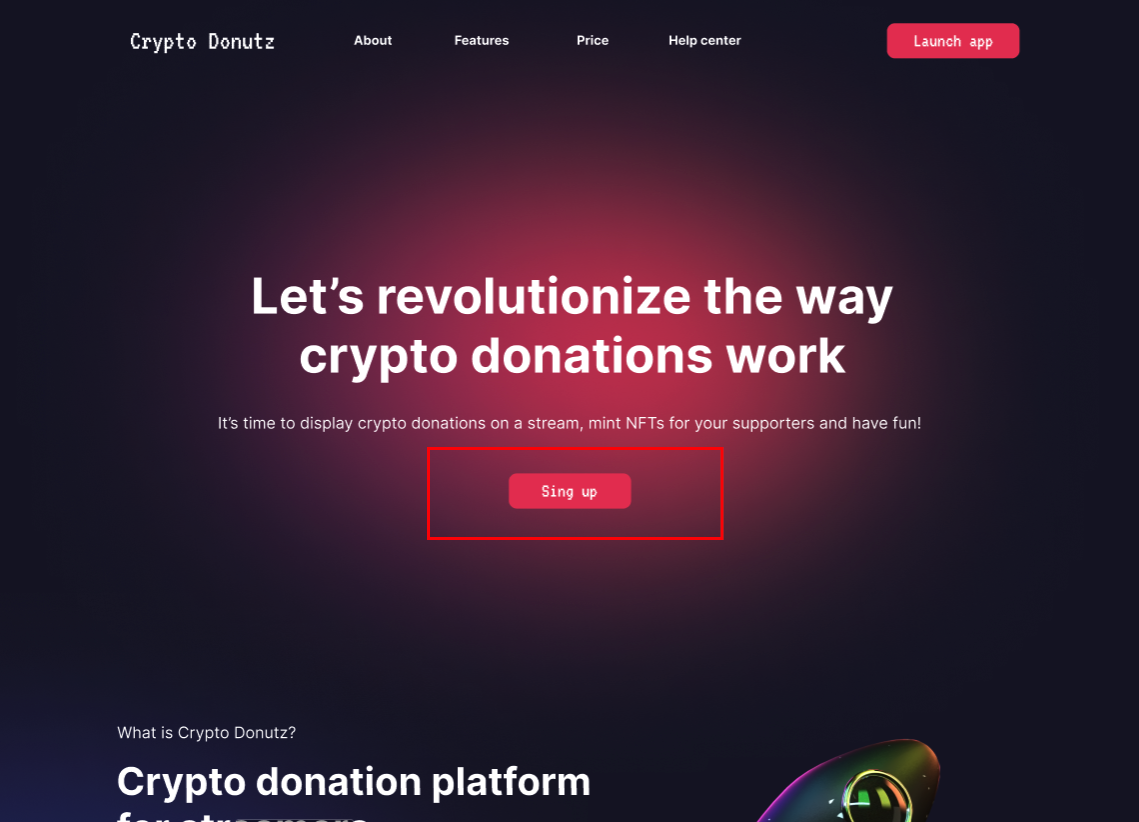 Crypto Donutz
About
Features
Price
Help center
Launch app
Let’s revolutionize the way
crypto donations work
It’s time to display crypto donations on a stream, mint NFTs for your supporters and have fun!
Sing up
What is Crypto Donutz?
Crypto donation platform
for streamers